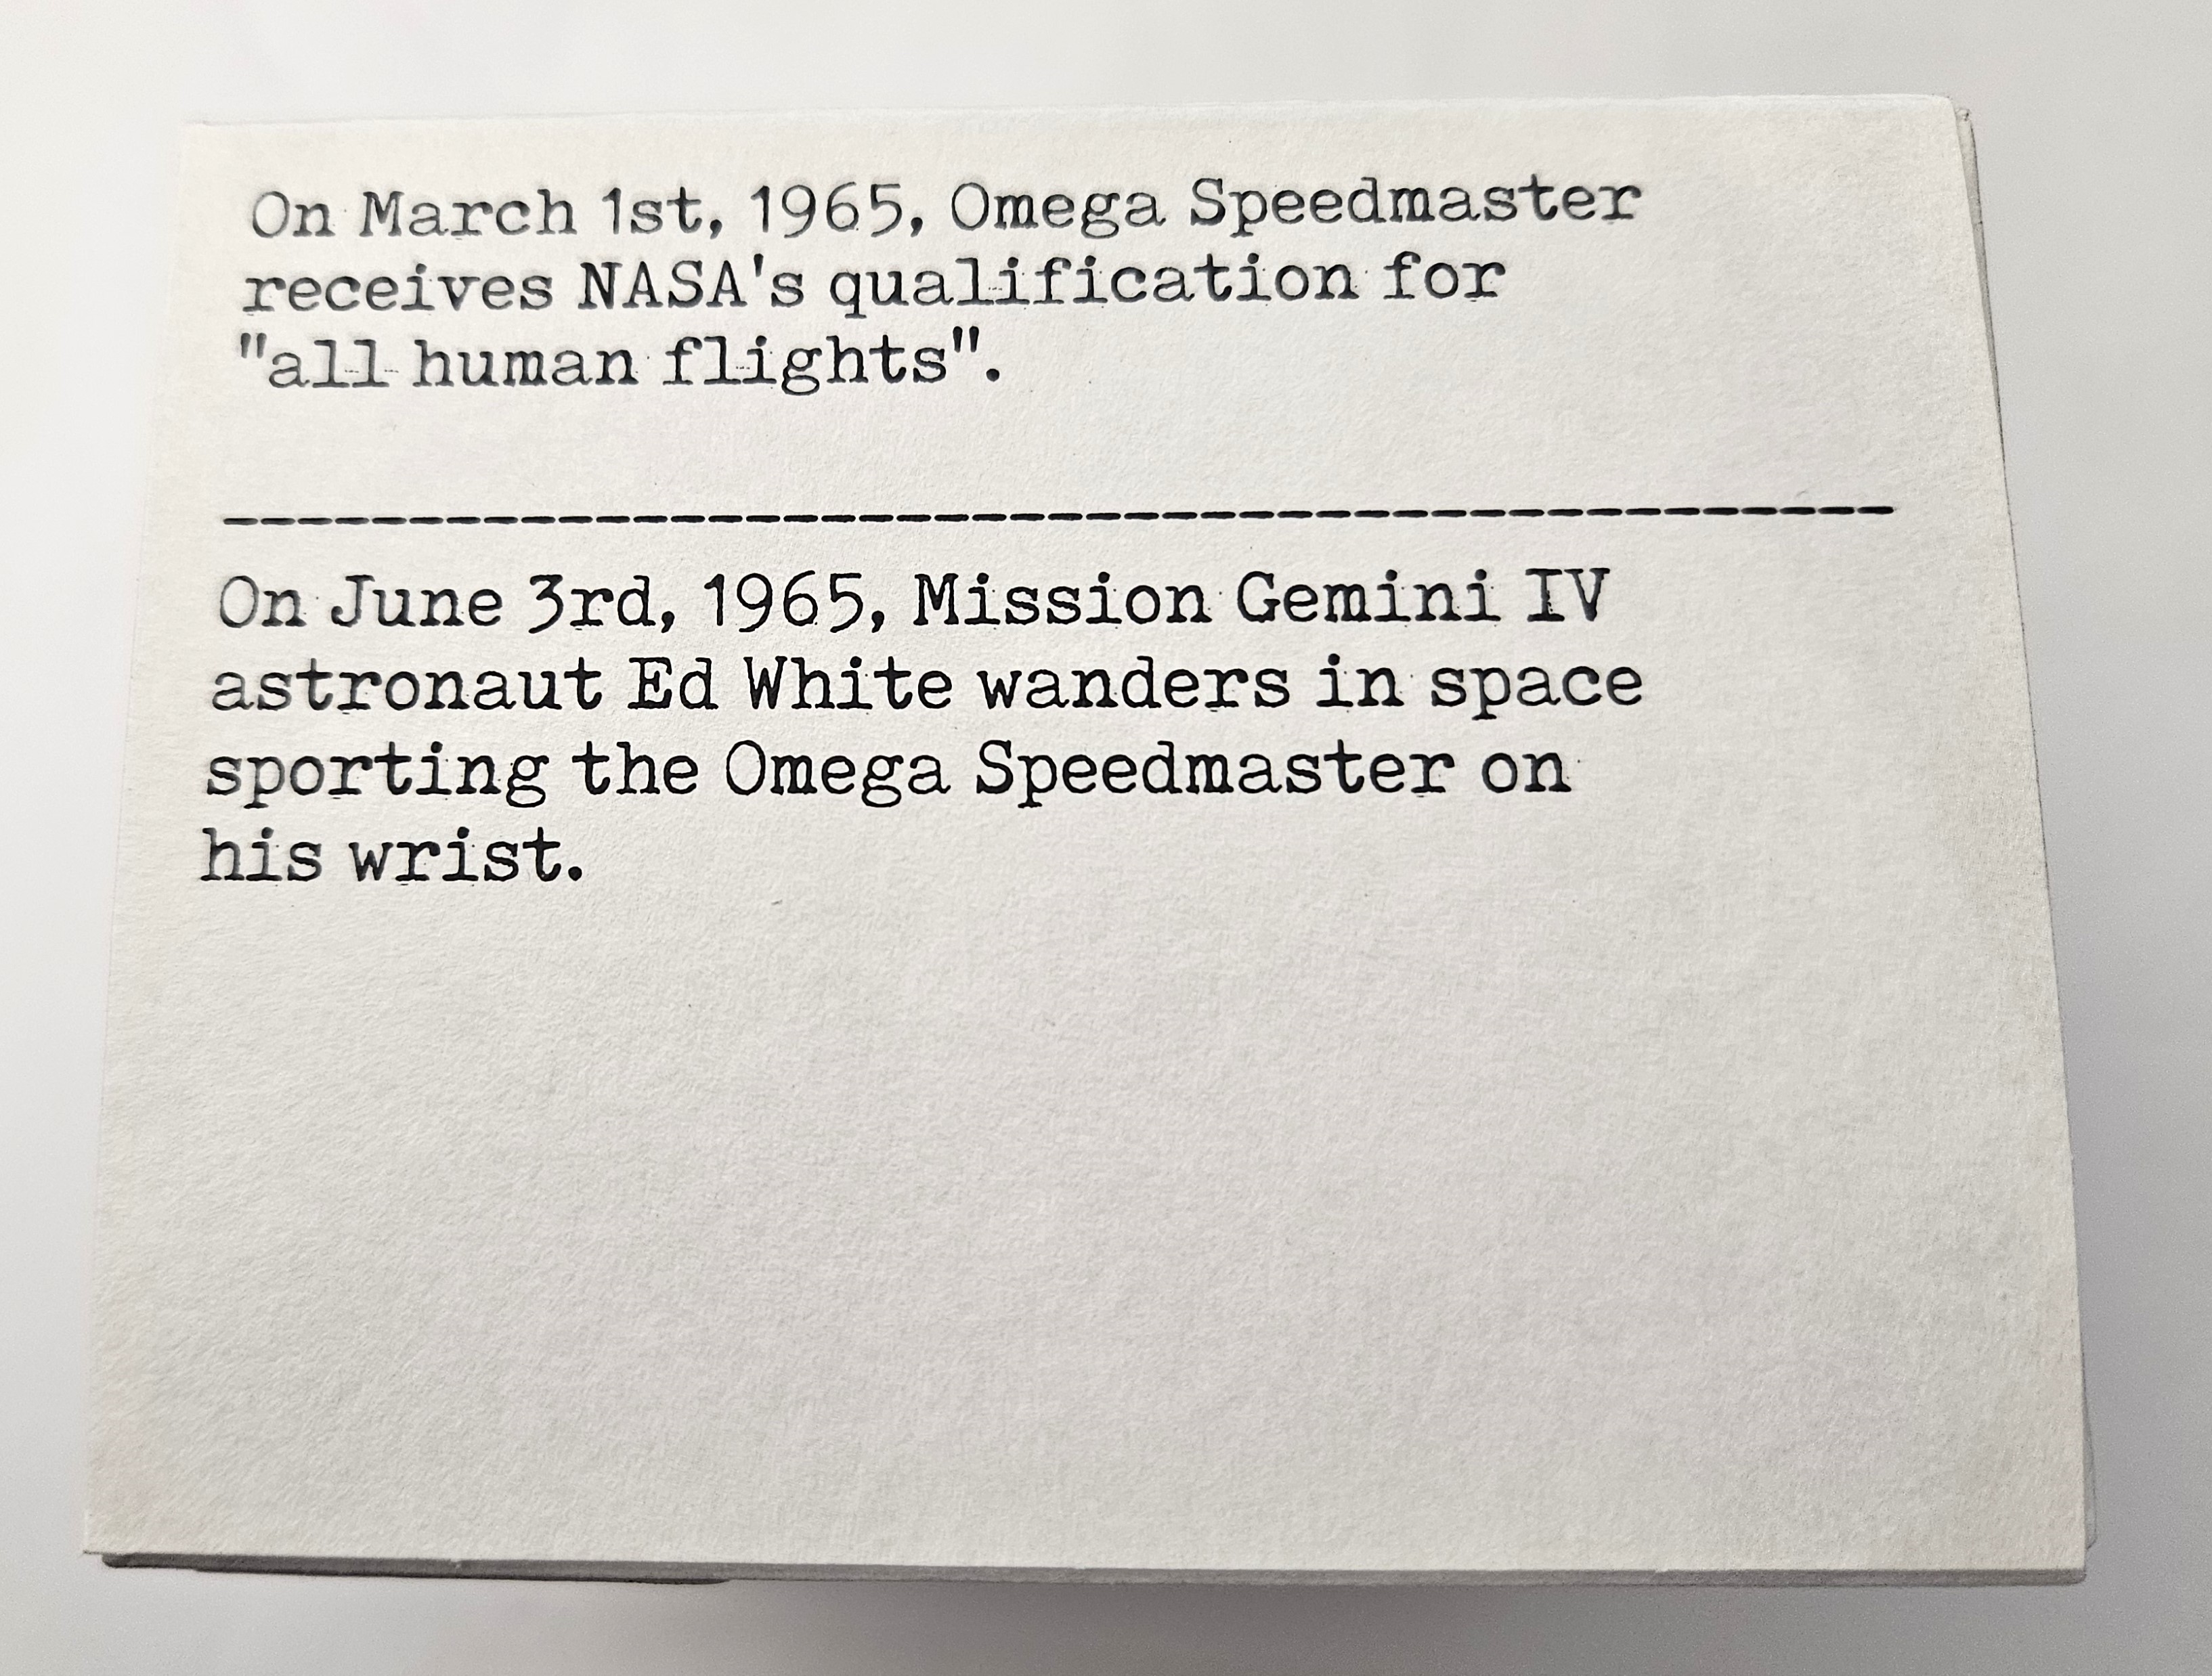 On March 1st, 1965, Omega Speedmaster
receives NASA's qualification for
"all human flights".
----------------------------------------
On June 3rd, 1965, Mission Gemini IV
astronaut Ed White wanders in space
sporting the Omega Speedmaster on
his wrist.